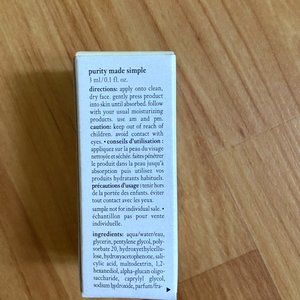 purity made simple
3 ml/0.1 fl. oz.
directions: apply onto clean,
dry face. gently press product
into skin until absorbed. follow
with your usual moisturizing
products. use am and pm.
caution: keep out of reach of
children. avoid contact with
eyes. • conseils d'utilisation :
appliquez sur la peau du visage
nettoyée et séchée. faites pénétrer
le produit dans la peau jusqu'à
absorption puis utilisez vos
produits hydratants habituels.
précautions d'usage : tenir hors
de la portée des enfants. éviter
tout contact avec les yeux.
sample not for individual sale. •
échantillon pas pour vente
individuelle.
ingredients: aqua/water/eau,
glycerin, pentylene glycol, poly-
sorbate 20, hydroxyethylcellu-
lose, hydroxyacetophenone, sali-
cylic acid, maltodextrin, 1,2-
hexanediol, alpha-glucan oligo-
saccharide, caprylyl glycol,
sodium hydroxide, parfum/fra-